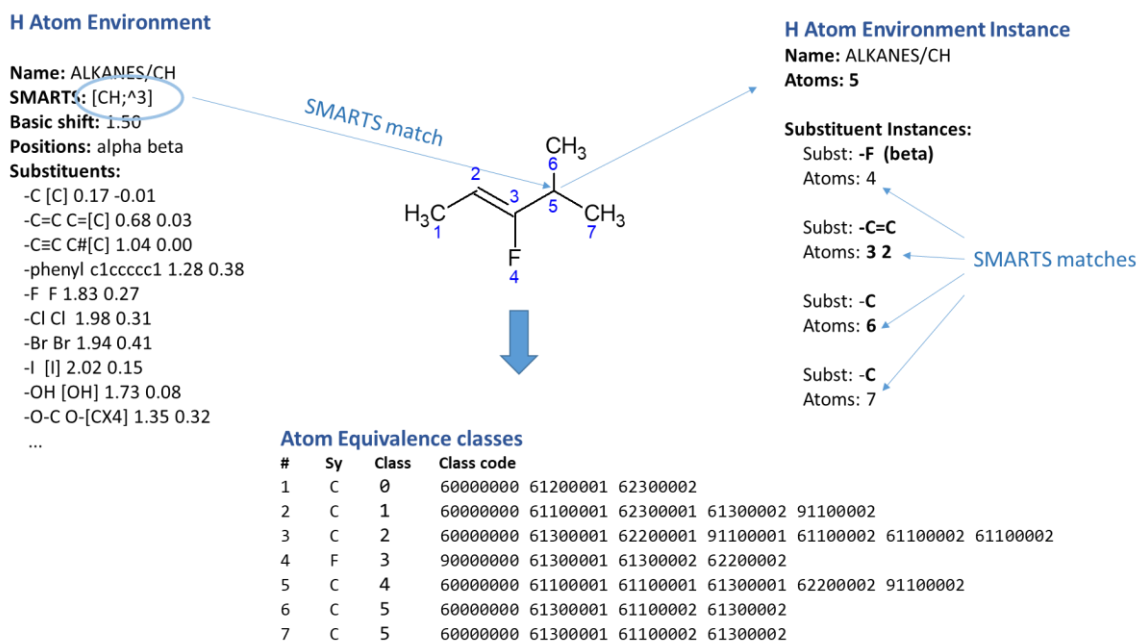 H Atom Environment
Name: ALKANES/CH
SMARTS: [CH;^3]
Basic shift: 1.50
Positions: alpha beta
Substituents:
-C [C] 0.17 -0.01
-C=C C=[C] 0.68 0.03
-C≡C C#[C] 1.04 0.00
-phenyl c1ccccc1 1.28 0.38
-F F 1.83 0.27
-Cl Cl 1.98 0.31
-Br Br 1.94 0.41
-I [I] 2.02 0.15
-OH [OH] 1.73 0.08
-O-C O-[CX4] 1.35 0.32
...
SMARTS match
CH3
6
2
3
5
H3C
1
CH3
7
F
4
H Atom Environment Instance
Name: ALKANES/CH
Atoms: 5
Substituent Instances:
Subst: -F (beta)
Atoms: 4
Subst: -C=C
Atoms: 3 2
SMARTS matches
Subst: -C
Atoms: 6
Subst: -C
Atoms: 7
Atom Equivalence classes
# Sy Class Class code
1 C 0 60000000 61200001 62300002
2 C 1 60000000 61100001 62300001 61300002 91100002
3 C 2 60000000 61300001 62200001 91100001 61100002 61100002 61100002
4 F 3 90000000 61300001 61300002 62200002
5 C 4 60000000 61100001 61100001 61300001 62200002 91100002
6 C 5 60000000 61300001 61100002 61300002
7 C 5 60000000 61300001 61100002 61300002